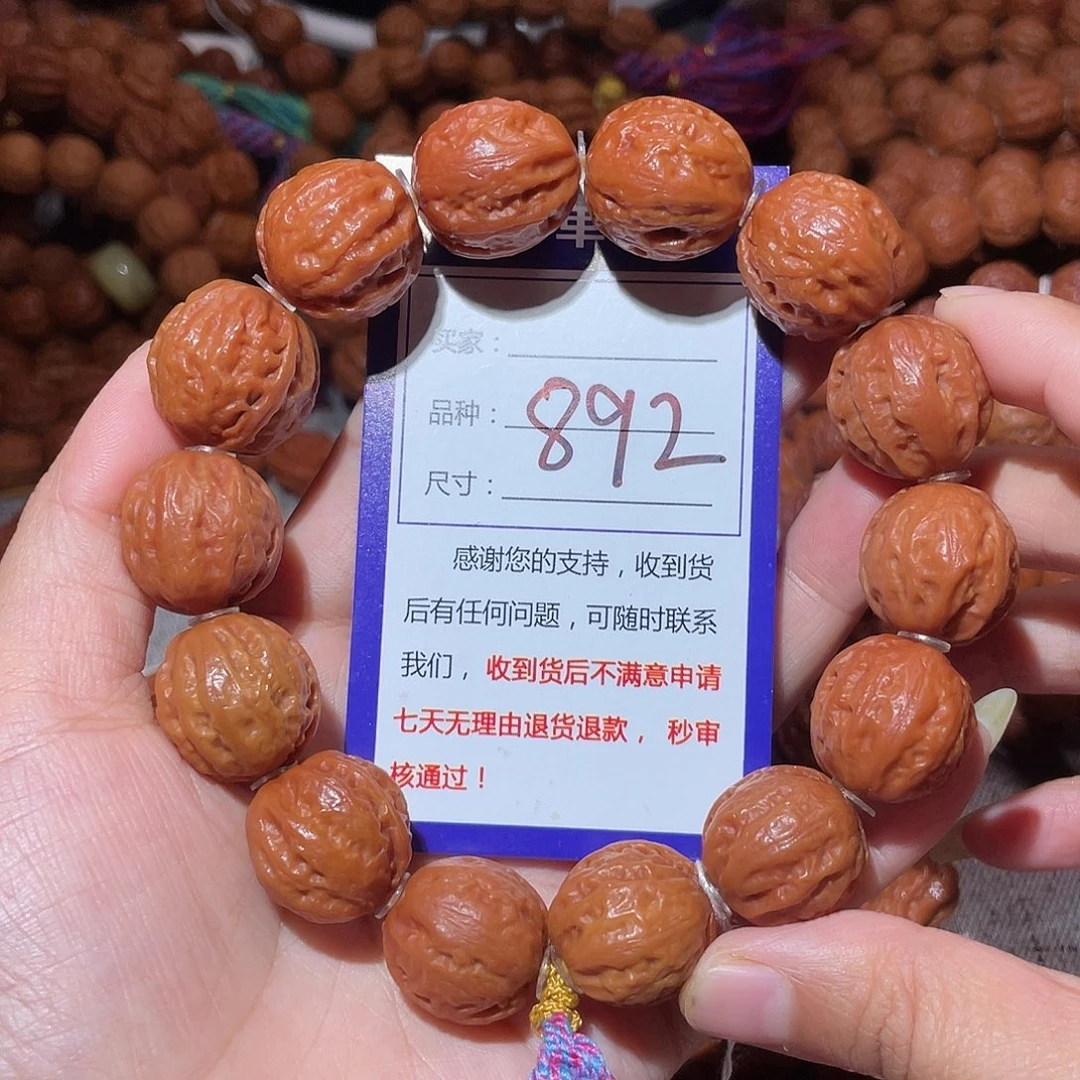 买家：
品种：892
尺寸：
感谢您的支持，收到货
后有任何问题，可随时联系
我们，收到货后不满意申请
七天无理由退货退款， 秒审
核通过！